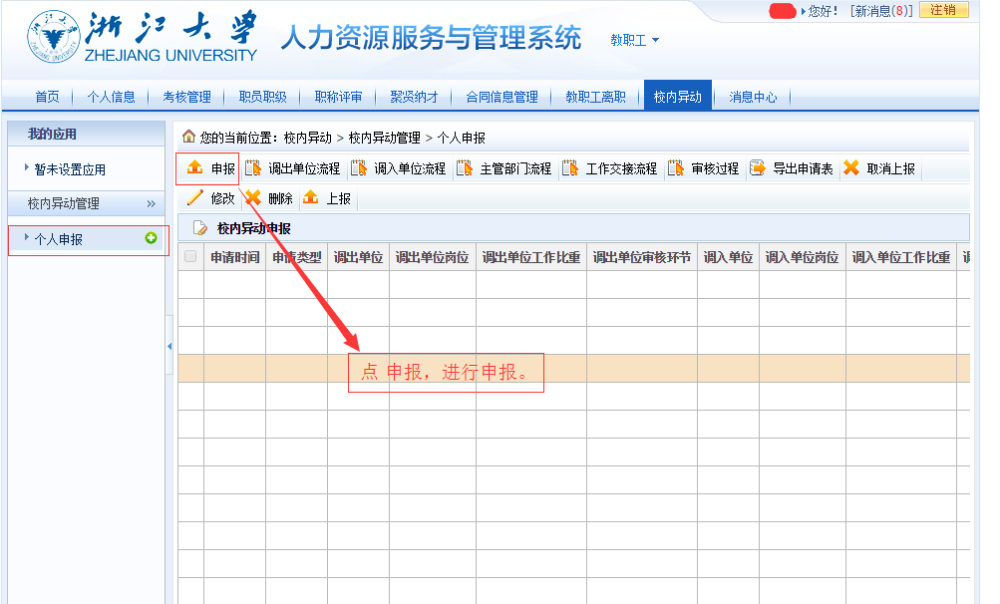 浙江大学
ZHEJIANG UNIVERSITY
人力资源服务与管理系统
教职工
您好! [新消息(8)] 注销
首页 个人信息 考核管理 职员职级 职称评审 聚贤纳才 合同信息管理 教职工离职 校内异动 消息中心
我的应用
暂未设置应用
校内异动管理 »
个人申报
您的当前位置: 校内异动 > 校内异动管理 > 个人申报
申报 调出单位流程 调入单位流程 主管部门流程 工作交接流程 审核过程 导出申请表 取消上报
修改 删除 上报
校内异动申报
申请时间 申请类型 调出单位 调出单位岗位 调出单位工作比重 调出单位审核环节 调入单位 调入单位岗位 调入单位工作比重
点 申报，进行申报。